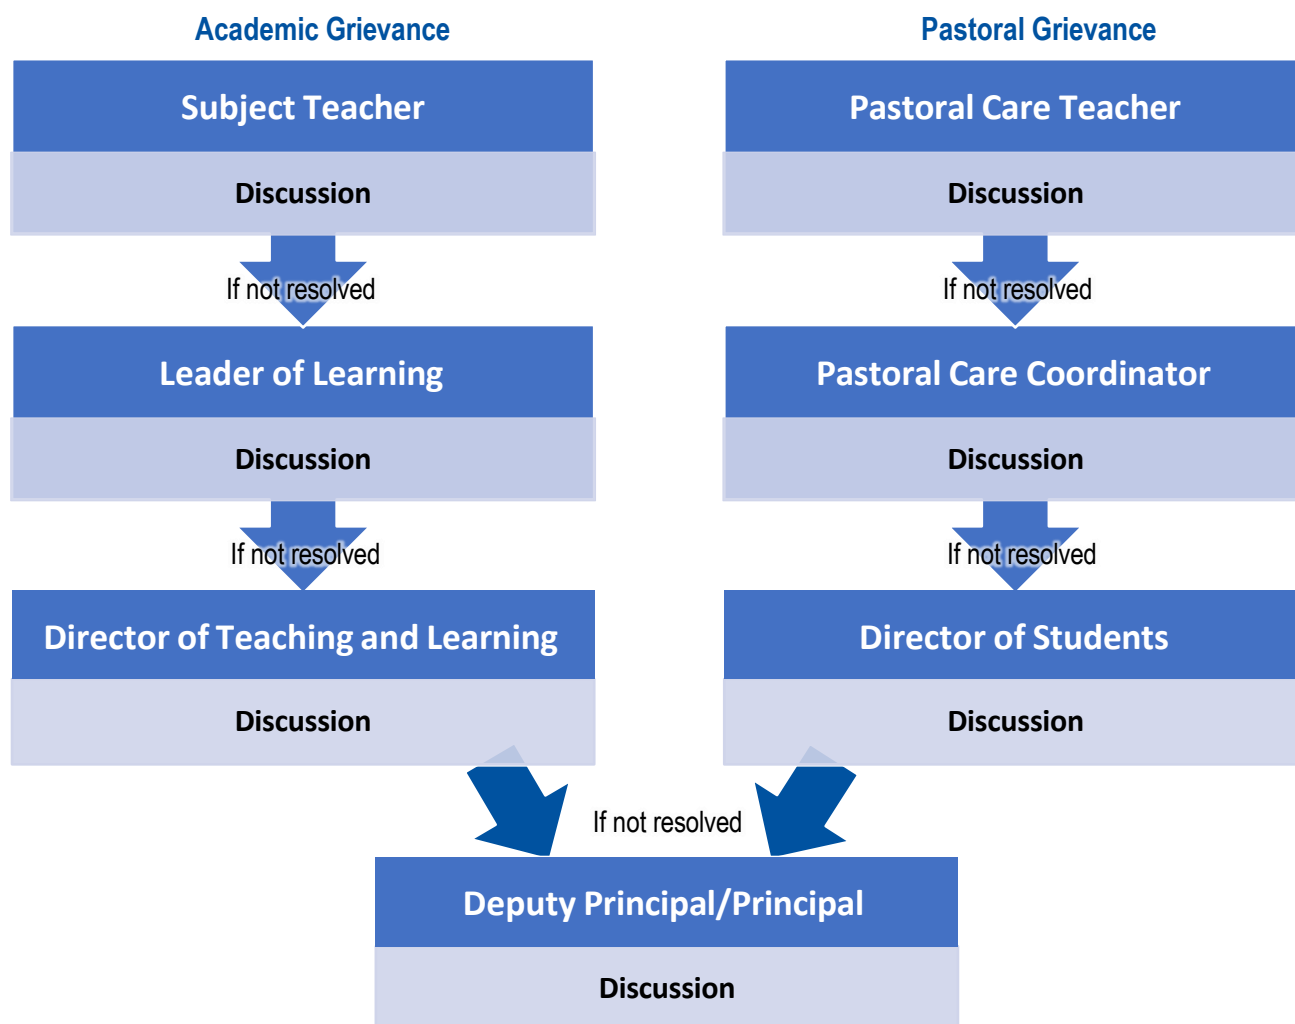 Academic Grievance
Subject Teacher
Discussion
If not resolved
Leader of Learning
Discussion
If not resolved
Director of Teaching and Learning
Discussion
Pastoral Grievance
Pastoral Care Teacher
Discussion
If not resolved
Pastoral Care Coordinator
Discussion
If not resolved
Director of Students
Discussion
If not resolved
Deputy Principal/Principal
Discussion